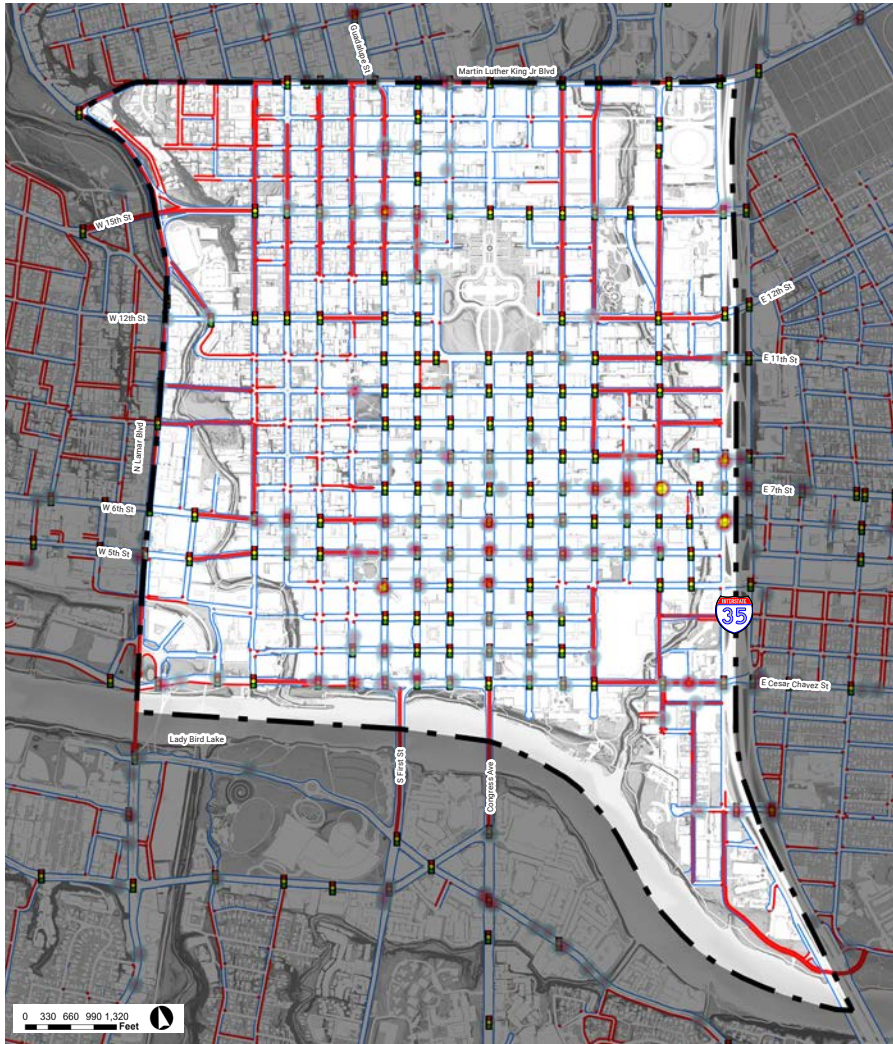 Guadalupe St
Martin Luther King Jr Blvd
W 15th St
W 12th St
E 12th St
E 11th St
N Lamar Blvd
E 7th St
W 6th St
W 5th St
INTERSTATE
35
E Cesar Chavez St
Lady Bird Lake
S First St
Congress Ave
0 330 660 990 1,320
Feet